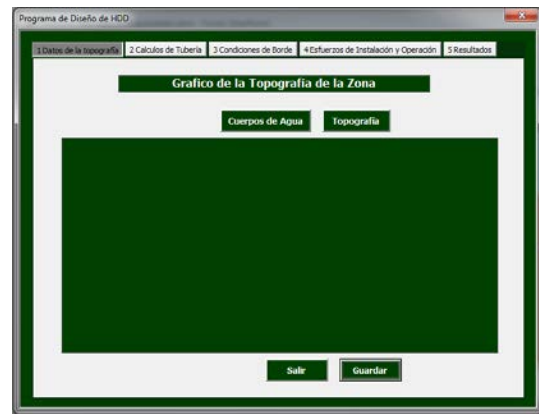 Programa de Diseño de HDD
1 Datos de la topografía 2 Calculos de Tubería 3 Condiciones de Borde 4 Esfuerzos de Instalación y Operación 5 Resultados
Grafico de la Topografía de la Zona
Cuerpos de Agua Topografía
Salir Guardar